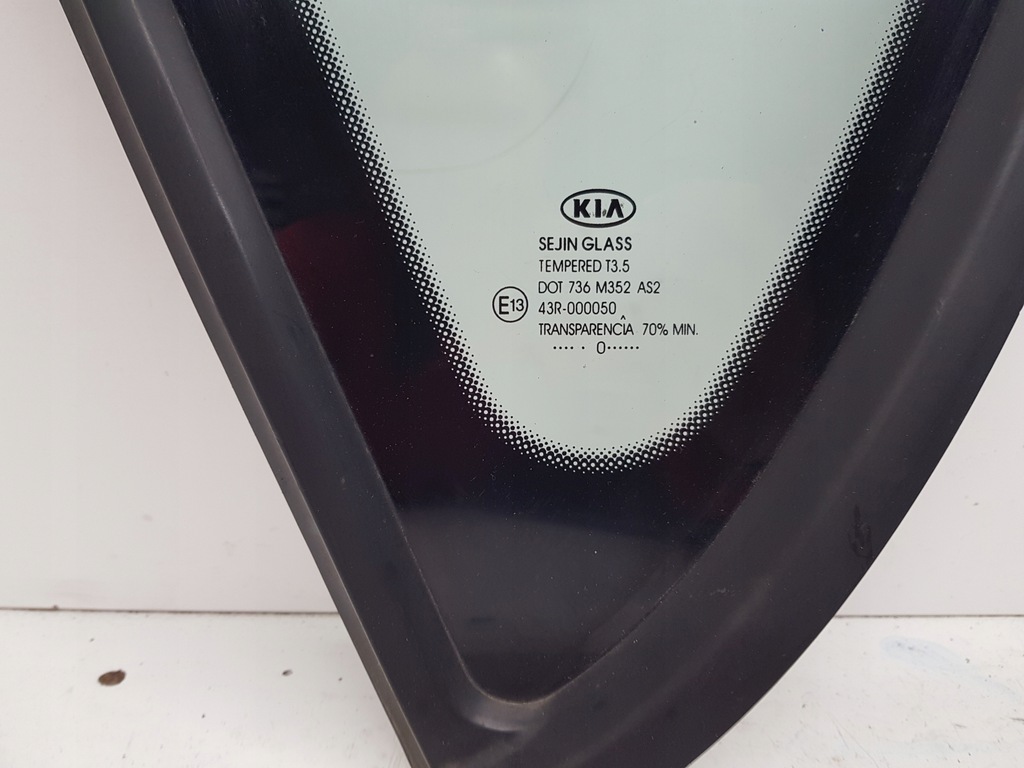 KIA
SEJIN GLASS
TEMPERED T3.5
DOT 736 M352 AS2
E13 43R-000050
TRANSPARENCIA 70% MIN.
.... . 0......